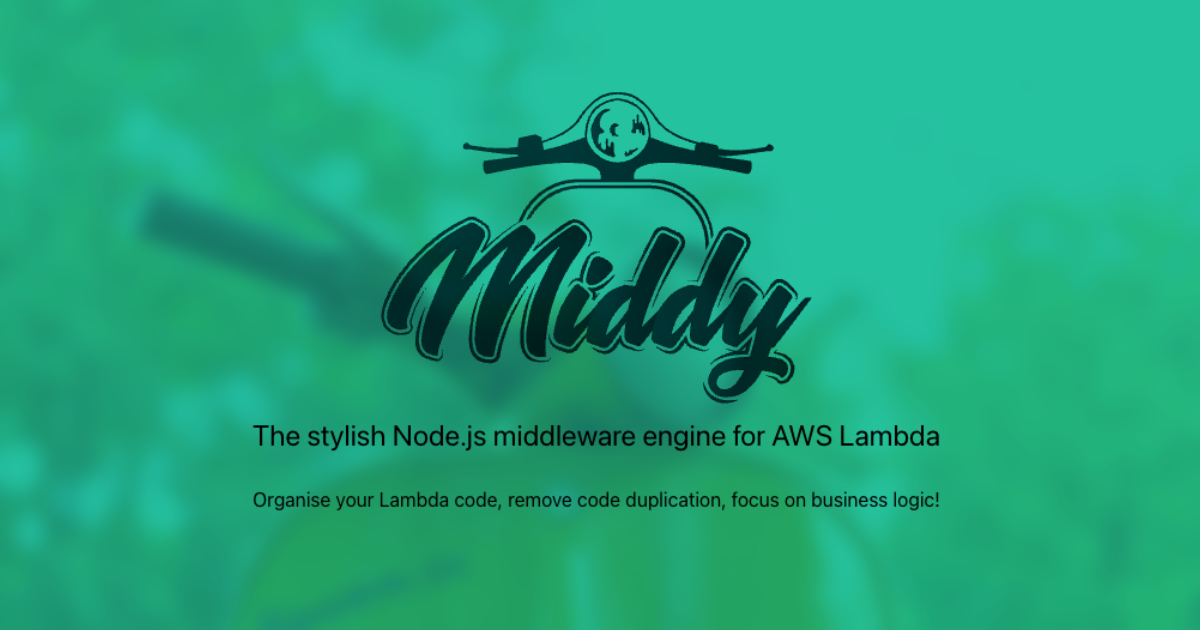 Middy
The stylish Node.js middleware engine for AWS Lambda
Organise your Lambda code, remove code duplication, focus on business logic!